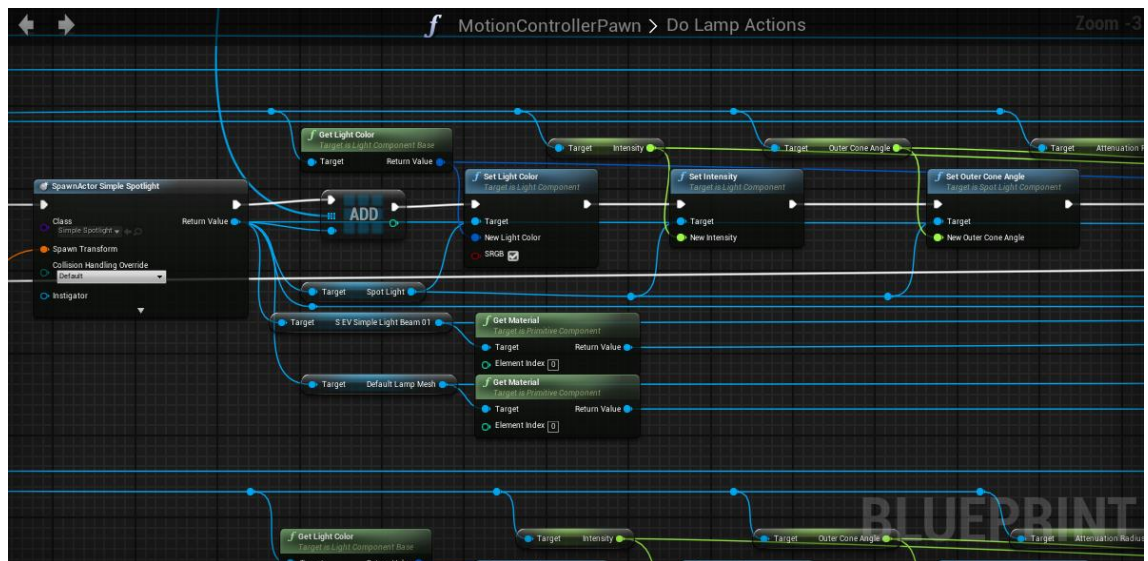 f MotionControllerPawn > Do Lamp Actions
Zoom -3
f Get Light Color
Target is Light Component Base
Target Return Value
Target Intensity
Target Outer Cone Angle
Target Attenuation R
SpawnActor Simple Spotlight
Class
Simple Spotlight
Return Value
Spawn Transform
Collision Handling Override
Default
Instigator
ADD
f Set Light Color
Target is Light Component
Target
New Light Color
SRGB
f Set Intensity
Target is Light Component
Target
New Intensity
f Set Outer Cone Angle
Target is Spot Light Component
Target
New Outer Cone Angle
Target Spot Light
Target S EV Simple Light Beam 01
f Get Material
Target is Primitive Component
Target Return Value
Element Index 0
Target Default Lamp Mesh
f Get Material
Target is Primitive Component
Target Return Value
Element Index 0
BLUEPRINT
f Get Light Color
Target is Light Component Base
Target Intensity
Target Outer Cone Angle
Target Attenuation Radius